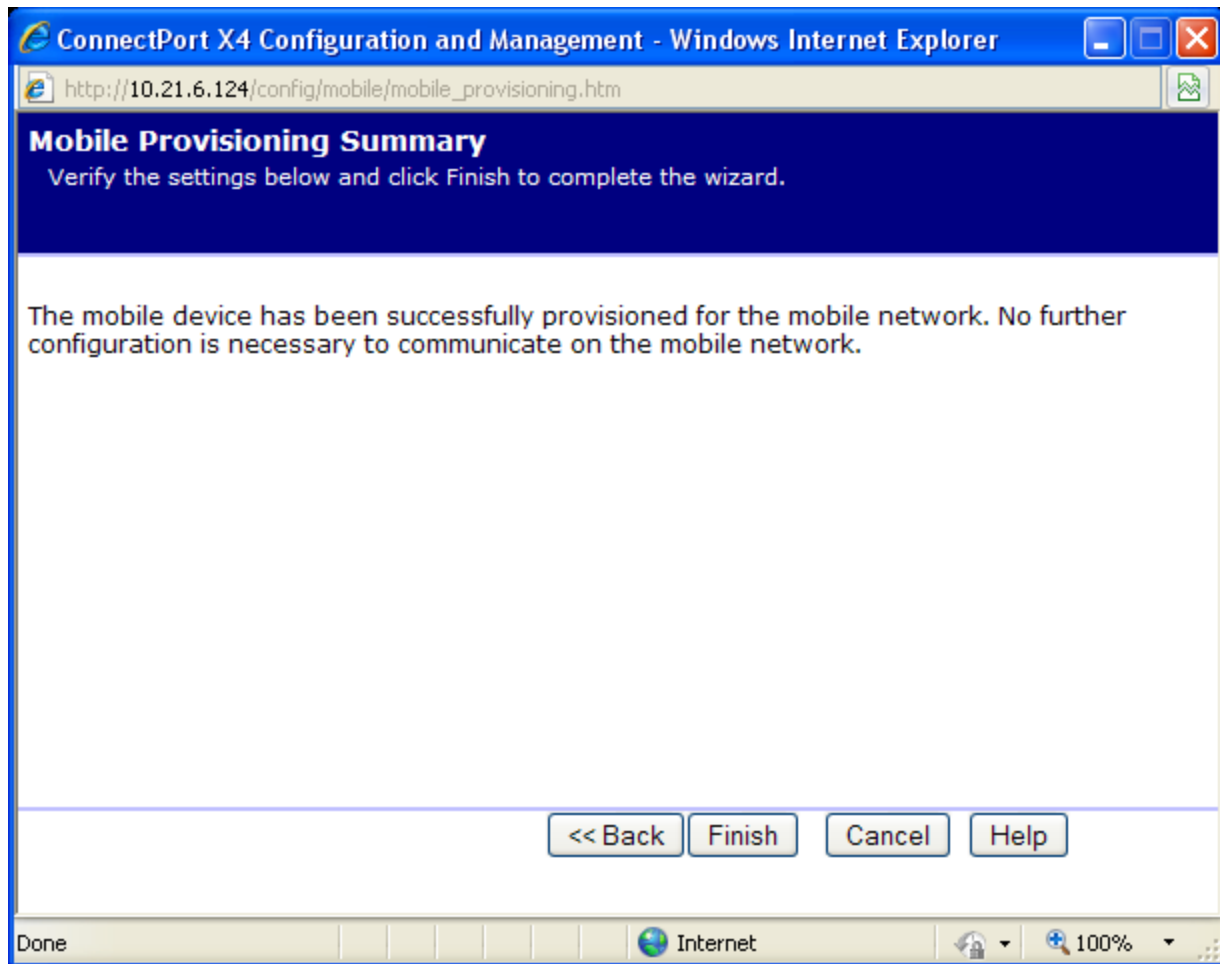 ConnectPort X4 Configuration and Management - Windows Internet Explorer
http://10.21.6.124/config/mobile/mobile_provisioning.htm
Mobile Provisioning Summary
Verify the settings below and click Finish to complete the wizard.
The mobile device has been successfully provisioned for the mobile network. No further
configuration is necessary to communicate on the mobile network.
<< Back Finish Cancel Help
Done Internet 100%